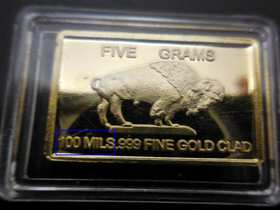 FIVE GRAMS
100 MILS.999 FINE GOLD CLAD